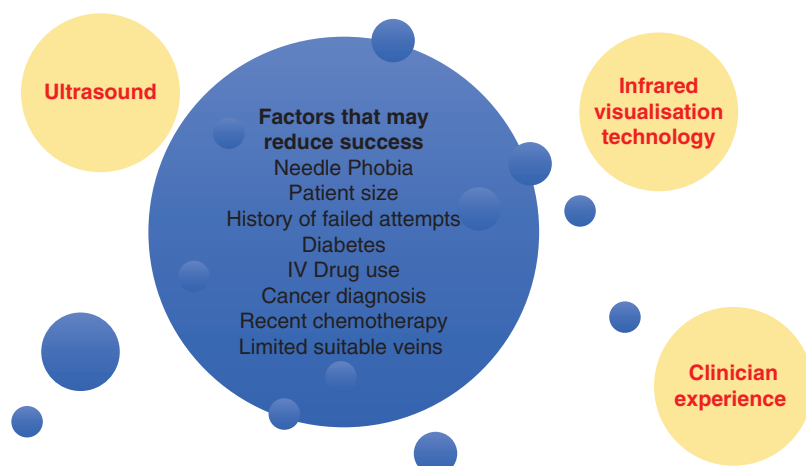 Ultrasound
Factors that may
reduce success
Needle Phobia
Patient size
History of failed attempts
Diabetes
IV Drug use
Cancer diagnosis
Recent chemotherapy
Limited suitable veins
Infrared
visualisation
technology
Clinician
experience